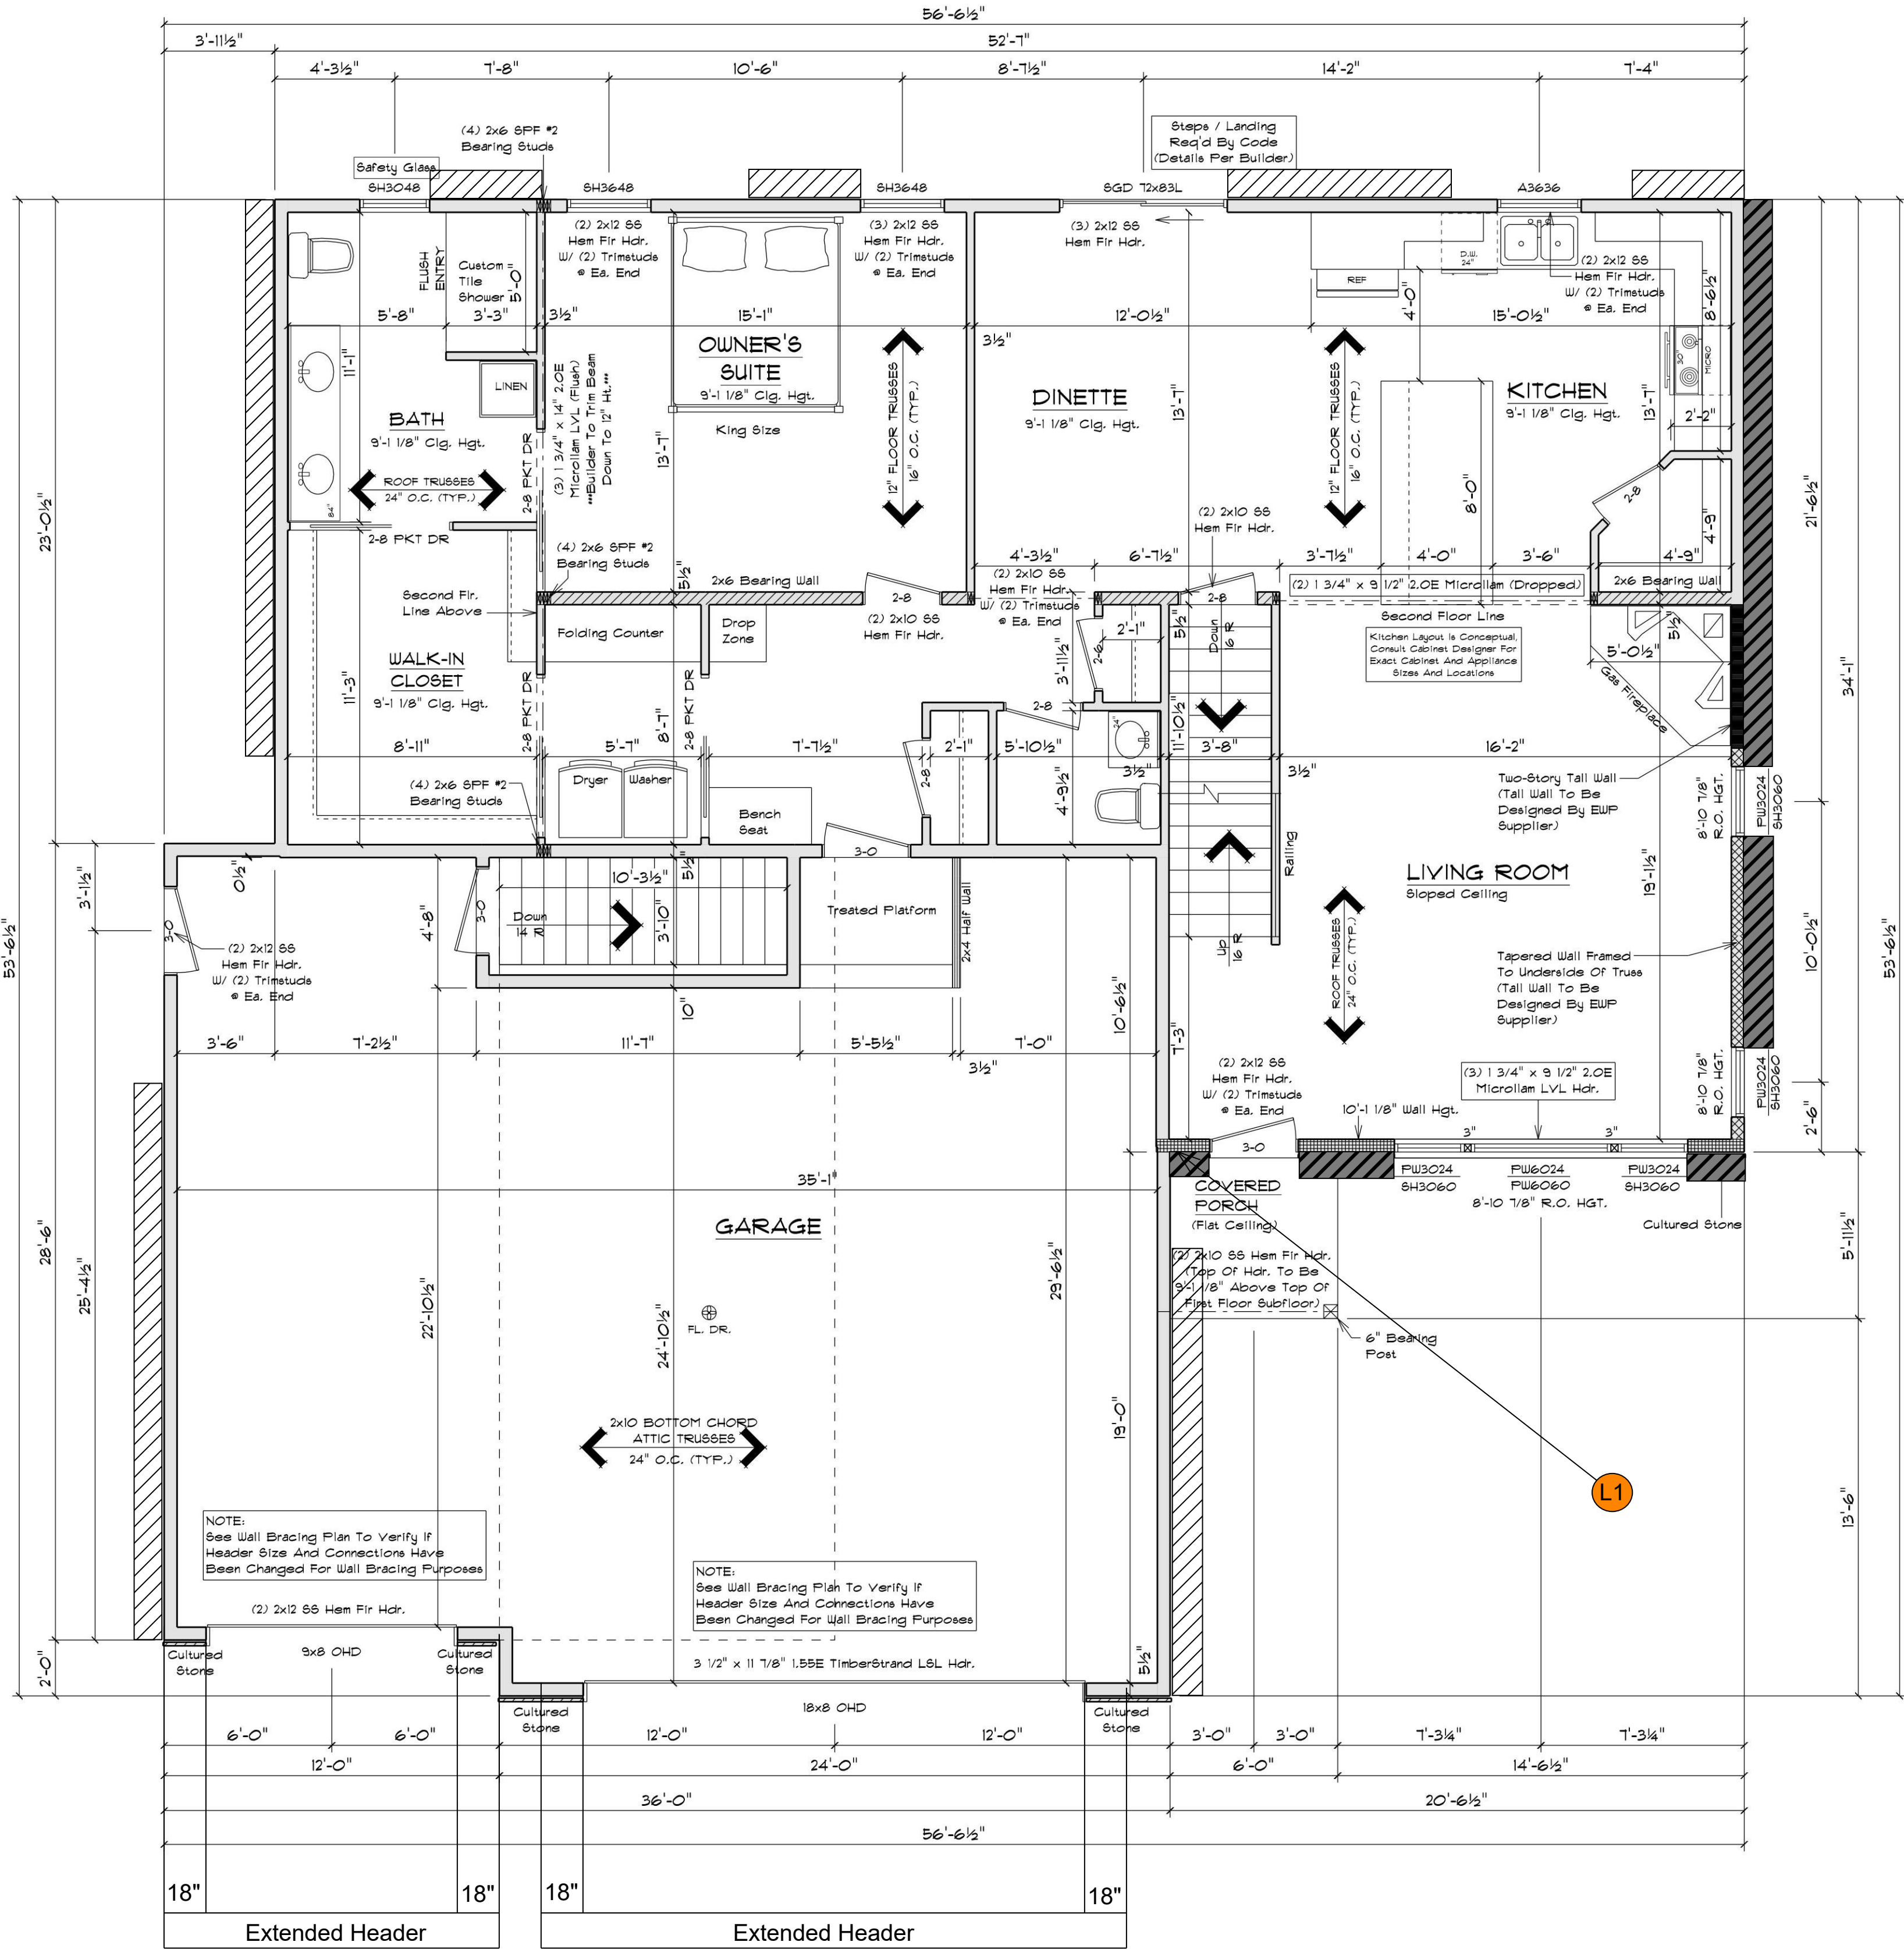 56'-6½"
3'-11½"
52'-7"
4'-3½"
7'-8"
10'-6"
8'-7½"
14'-2"
7'-4"
(4) 2x6 SPF #2
Bearing Studs
Steps / Landing
Req'd By Code
(Details Per Builder)
Safety Glass
SH3048
SH3648
SH3648
SGD 72x83L
A3636
FLUSH
ENTRY
Custom
Tile
Shower
5'-0
(2) 2x12 SS
Hem Fir Hdr.
W/ (2) Trimstuds
@ Ea. End
(3) 2x12 SS
Hem Fir Hdr.
W/ (2) Trimstuds
@ Ea. End
(3) 2x12 SS
Hem Fir Hdr.
D.W.
24"
REF
(2) 2x12 SS
Hem Fir Hdr.
W/ (2) Trimstuds
@ Ea. End
4'-0"
8'-6½"
5'-8"
3'-3"
3½"
15'-1"
3½"
12'-0½"
15'-0½"
OWNER'S
SUITE
9'-1 1/8" Clg. Hgt.
King Size
LINEN
11'-1"
BATH
9'-1 1/8" Clg. Hgt.
ROOF TRUSSES
24" O.C. (TYP.)
84"
2-8 PKT DR
2-8 PKT DR
(3) 1 3/4" x 14" 2.0E
Microllam LVL (Flush)
***Builder To Trim Beam
Down To 12" Ht.***
13'-7"
12" FLOOR TRUSSES
16" O.C. (TYP.)
DINETTE
9'-1 1/8" Clg. Hgt.
13'-7"
12" FLOOR TRUSSES
16" O.C. (TYP.)
KITCHEN
9'-1 1/8" Clg. Hgt.
13'-7"
30"
MICRO
2'-2"
8'-0"
2-8
4'-9"
23'-0½"
53'-6½"
21'-6½"
34'-1"
53'-6½"
(2) 2x10 SS
Hem Fir Hdr.
(4) 2x6 SPF #2
Bearing Studs
2x6 Bearing Wall
5½"
4'-3½"
6'-7½"
3'-7½"
4'-0"
3'-6"
4'-9"
(2) 2x10 SS
Hem Fir Hdr.
W/ (2) Trimstuds
@ Ea. End
(2) 1 3/4" x 9 1/2" 2.0E Microllam (Dropped)
2x6 Bearing Wall
2-8
2-8
Second Flr.
Line Above
Folding Counter
Drop
Zone
(2) 2x10 SS
Hem Fir Hdr.
2'-1"
2-6
3'-11½"
5½"
Down
16 R
Second Floor Line
Kitchen Layout Is Conceptual,
Consult Cabinet Designer For
Exact Cabinet And Appliance
Sizes And Locations
5½"
5'-0½"
Gas Fireplace
WALK-IN
CLOSET
9'-1 1/8" Clg. Hgt.
11'-3"
2-8 PKT DR
8'-7"
2-8 PKT DR
2-8
24"
11'-10½"
8'-11"
5'-7"
7'-7½"
2'-1"
5'-10½"
3½"
3'-8"
3½"
16'-2"
Dryer
Washer
(4) 2x6 SPF #2
Bearing Studs
Bench
Seat
2-8
4'-9½"
Two-Story Tall Wall
(Tall Wall To Be
Designed By EWP
Supplier)
8'-10 7/8"
R.O. HGT.
PW3024
SH3060
3-0
Railing
LIVING ROOM
Sloped Ceiling
19'-1½"
3'-1½"
0½"
4'-8"
3-0
10'-3½"
5½"
Down
14 R
3'-10"
Treated Platform
2x4 Half Wall
Up
16 R
3-0
(2) 2x12 SS
Hem Fir Hdr.
W/ (2) Trimstuds
@ Ea. End
10"
10'-6½"
7'-3"
ROOF TRUSSES
24" O.C. (TYP.)
Tapered Wall Framed
To Underside Of Truss
(Tall Wall To Be
Designed By EWP
Supplier)
10'-0½"
3'-6"
7'-2½"
11'-7"
5'-5½"
3½"
7'-0"
(2) 2x12 SS
Hem Fir Hdr.
W/ (2) Trimstuds
@ Ea. End
10'-1 1/8" Wall Hgt.
(3) 1 3/4" x 9 1/2" 2.0E
Microllam LVL Hdr.
8'-10 7/8"
R.O. HGT.
PW3024
SH3060
2'-6"
3-0
3"
3"
PW3024
SH3060
PW6024
PW6060
PW3024
SH3060
8'-10 7/8" R.O. HGT.
Cultured Stone
35'-1"
COVERED
PORCH
(Flat Ceiling)
GARAGE
28'-6"
25'-4½"
22'-10½"
24'-10½"
29'-6½"
FL. DR.
(2) 2x10 SS Hem Fir Hdr.
(Top Of Hdr. To Be
9'-1 1/8" Above Top Of
First Floor Subfloor)
6" Bearing
Post
5'-11½"
2x10 BOTTOM CHORD
ATTIC TRUSSES
24" O.C. (TYP.)
19'-0"
L1
13'-6"
NOTE:
See Wall Bracing Plan To Verify If
Header Size And Connections Have
Been Changed For Wall Bracing Purposes
NOTE:
See Wall Bracing Plan To Verify If
Header Size And Connections Have
Been Changed For Wall Bracing Purposes
(2) 2x12 SS Hem Fir Hdr.
9x8 OHD
Cultured
Stone
Cultured
Stone
2'-0"
3 1/2" x 11 7/8" 1.55E TimberStrand LSL Hdr.
5½"
18x8 OHD
Cultured
Stone
Cultured
Stone
6'-0"
6'-0"
12'-0"
12'-0"
3'-0"
3'-0"
7'-3¼"
7'-3¼"
12'-0"
24'-0"
6'-0"
14'-6½"
36'-0"
20'-6½"
56'-6½"
18"
18"
18"
18"
Extended Header
Extended Header